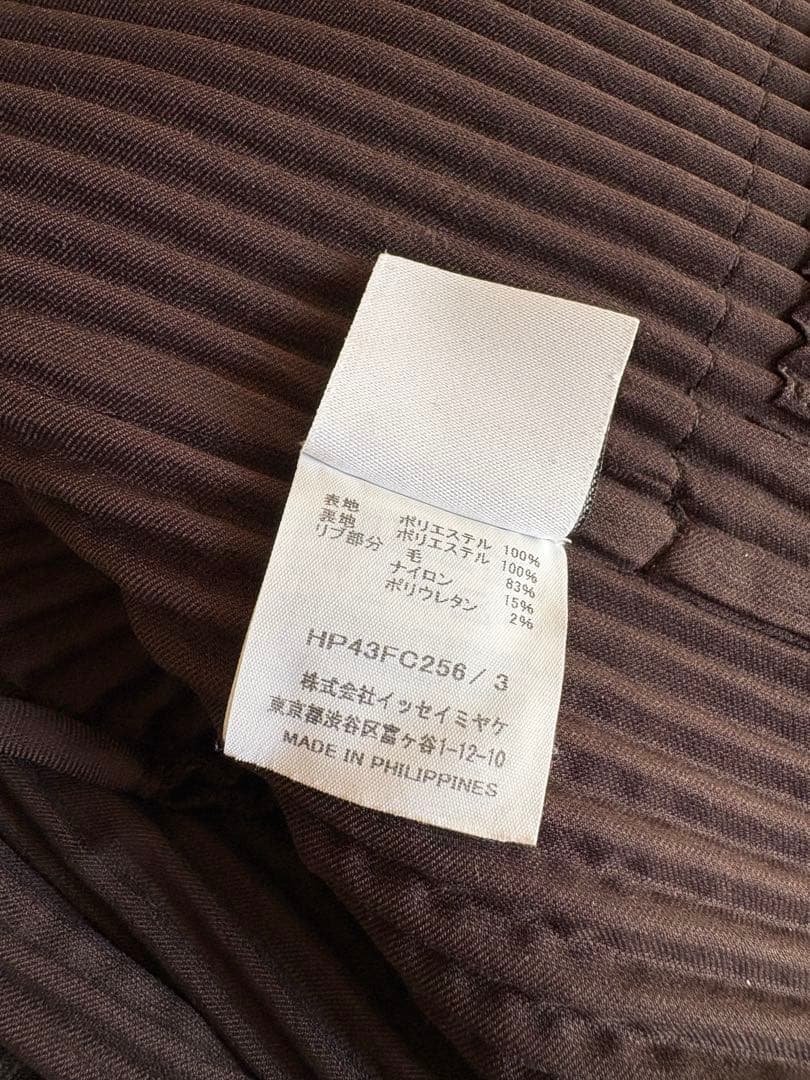 表地 ポリエステル 100%
裏地 ポリエステル 100%
リブ部分 毛 83%
ナイロン 15%
ポリウレタン 2%
HP43FC256 / 3
株式会社イッセイミヤケ
東京都渋谷区富ヶ谷1-12-10
MADE IN PHILIPPINES